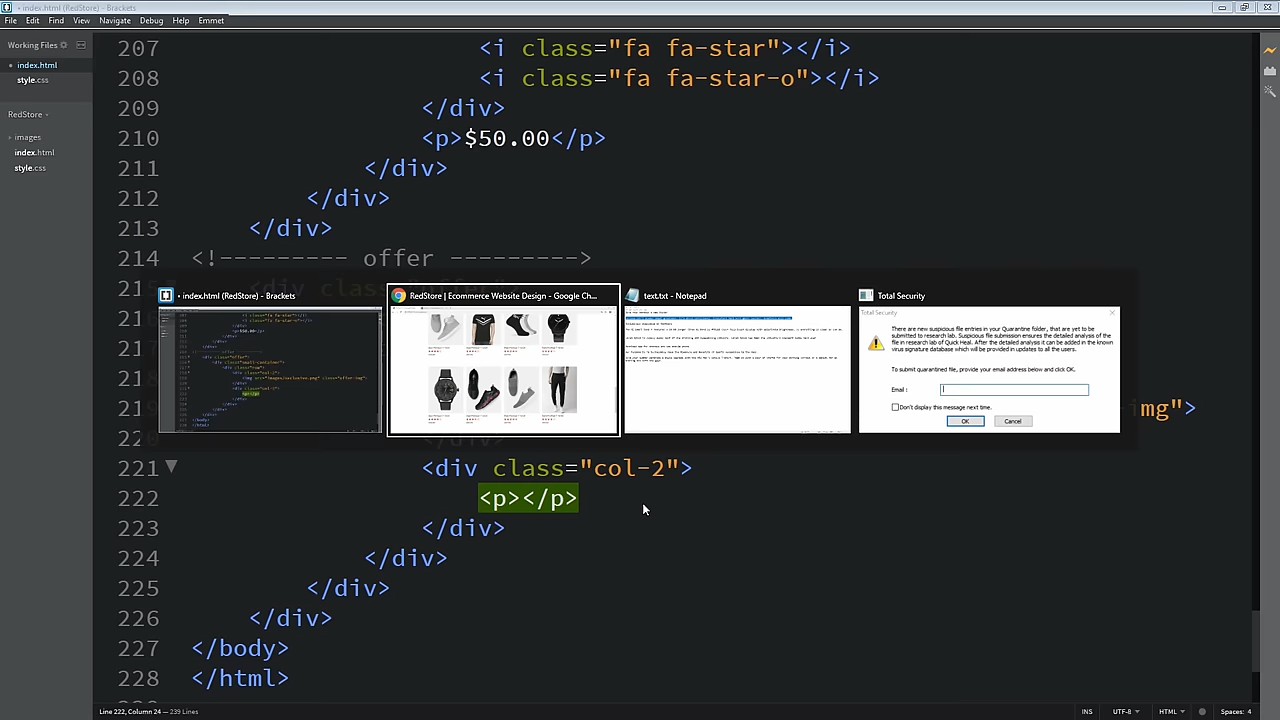 • index.html (RedStore) - Brackets
File Edit Find View Navigate Debug Help Emmet
Working Files
• index.html
style.css
RedStore
images
index.html
style.css
207 <i class="fa fa-star"></i>
208 <i class="fa fa-star-o"></i>
209 </div>
210 <p>$50.00</p>
211 </div>
212 </div>
213 </div>
214 <!--------- offer --------->
• index.html (RedStore) - Brackets
RedStore | Ecommerce Website Design - Google Ch...
text.txt - Notepad
Total Security
Total Security
There are new suspicious file entries in your Quarantine folder, that are yet to be
submitted to research lab. Suspicious file submission ensures the detailed analysis of the
file in research lab of Quick Heal. After the detailed analysis it can be added in the known
virus signature database which will be provided in updates to all the users.
To submit quarantined file, provide your email address below and click OK.
Email :
Don't display this message next time.
OK Cancel
mg">
221 <div class="col-2">
222 <p></p>
223 </div>
224 </div>
225 </div>
226 </div>
227 </body>
228 </html>
Line 222, Column 24 — 239 Lines
INS UTF-8 HTML Spaces: 4